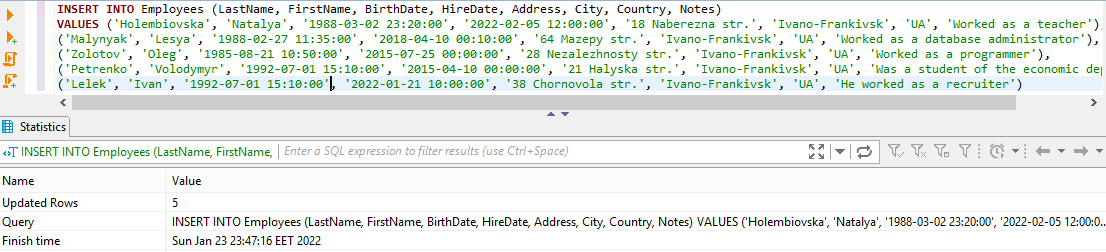 INSERT INTO Employees (LastName, FirstName, BirthDate, HireDate, Address, City, Country, Notes)
VALUES ('Holembiovska', 'Natalya', '1988-03-02 23:20:00', '2022-02-05 12:00:00', '18 Naberezna str.', 'Ivano-Frankivsk', 'UA', 'Worked as a teacher')
('Malynyak', 'Lesya', '1988-02-27 11:35:00', '2018-04-10 00:10:00', '64 Mazepy str.', 'Ivano-Frankivsk', 'UA', 'Worked as a database administrator'),
('Zolotov', 'Oleg', '1985-08-21 10:50:00', '2015-07-25 00:00:00', '28 Nezalezhnosty str.', 'Ivano-Frankivsk', 'UA', 'Worked as a programmer'),
('Petrenko', 'Volodymyr', '1992-07-01 15:10:00', '2015-04-10 00:00:00', '21 Halyska str.', 'Ivano-Frankivsk', 'UA', 'Was a student of the economic de
('Lelek', 'Ivan', '1992-07-01 15:10:00', '2022-01-21 10:00:00', '38 Chornovola str.', 'Ivano-Frankivsk', 'UA', 'He worked as a recruiter')
Statistics
INSERT INTO Employees (LastName, FirstName, Enter a SQL expression to filter results (use Ctrl+Space)
Name Value
Updated Rows 5
Query INSERT INTO Employees (LastName, FirstName, BirthDate, HireDate, Address, City, Country, Notes) VALUES ('Holembiovska', 'Natalya', '1988-03-02 23:20:00', '2022-02-05 12:00:0...
Finish time Sun Jan 23 23:47:16 EET 2022